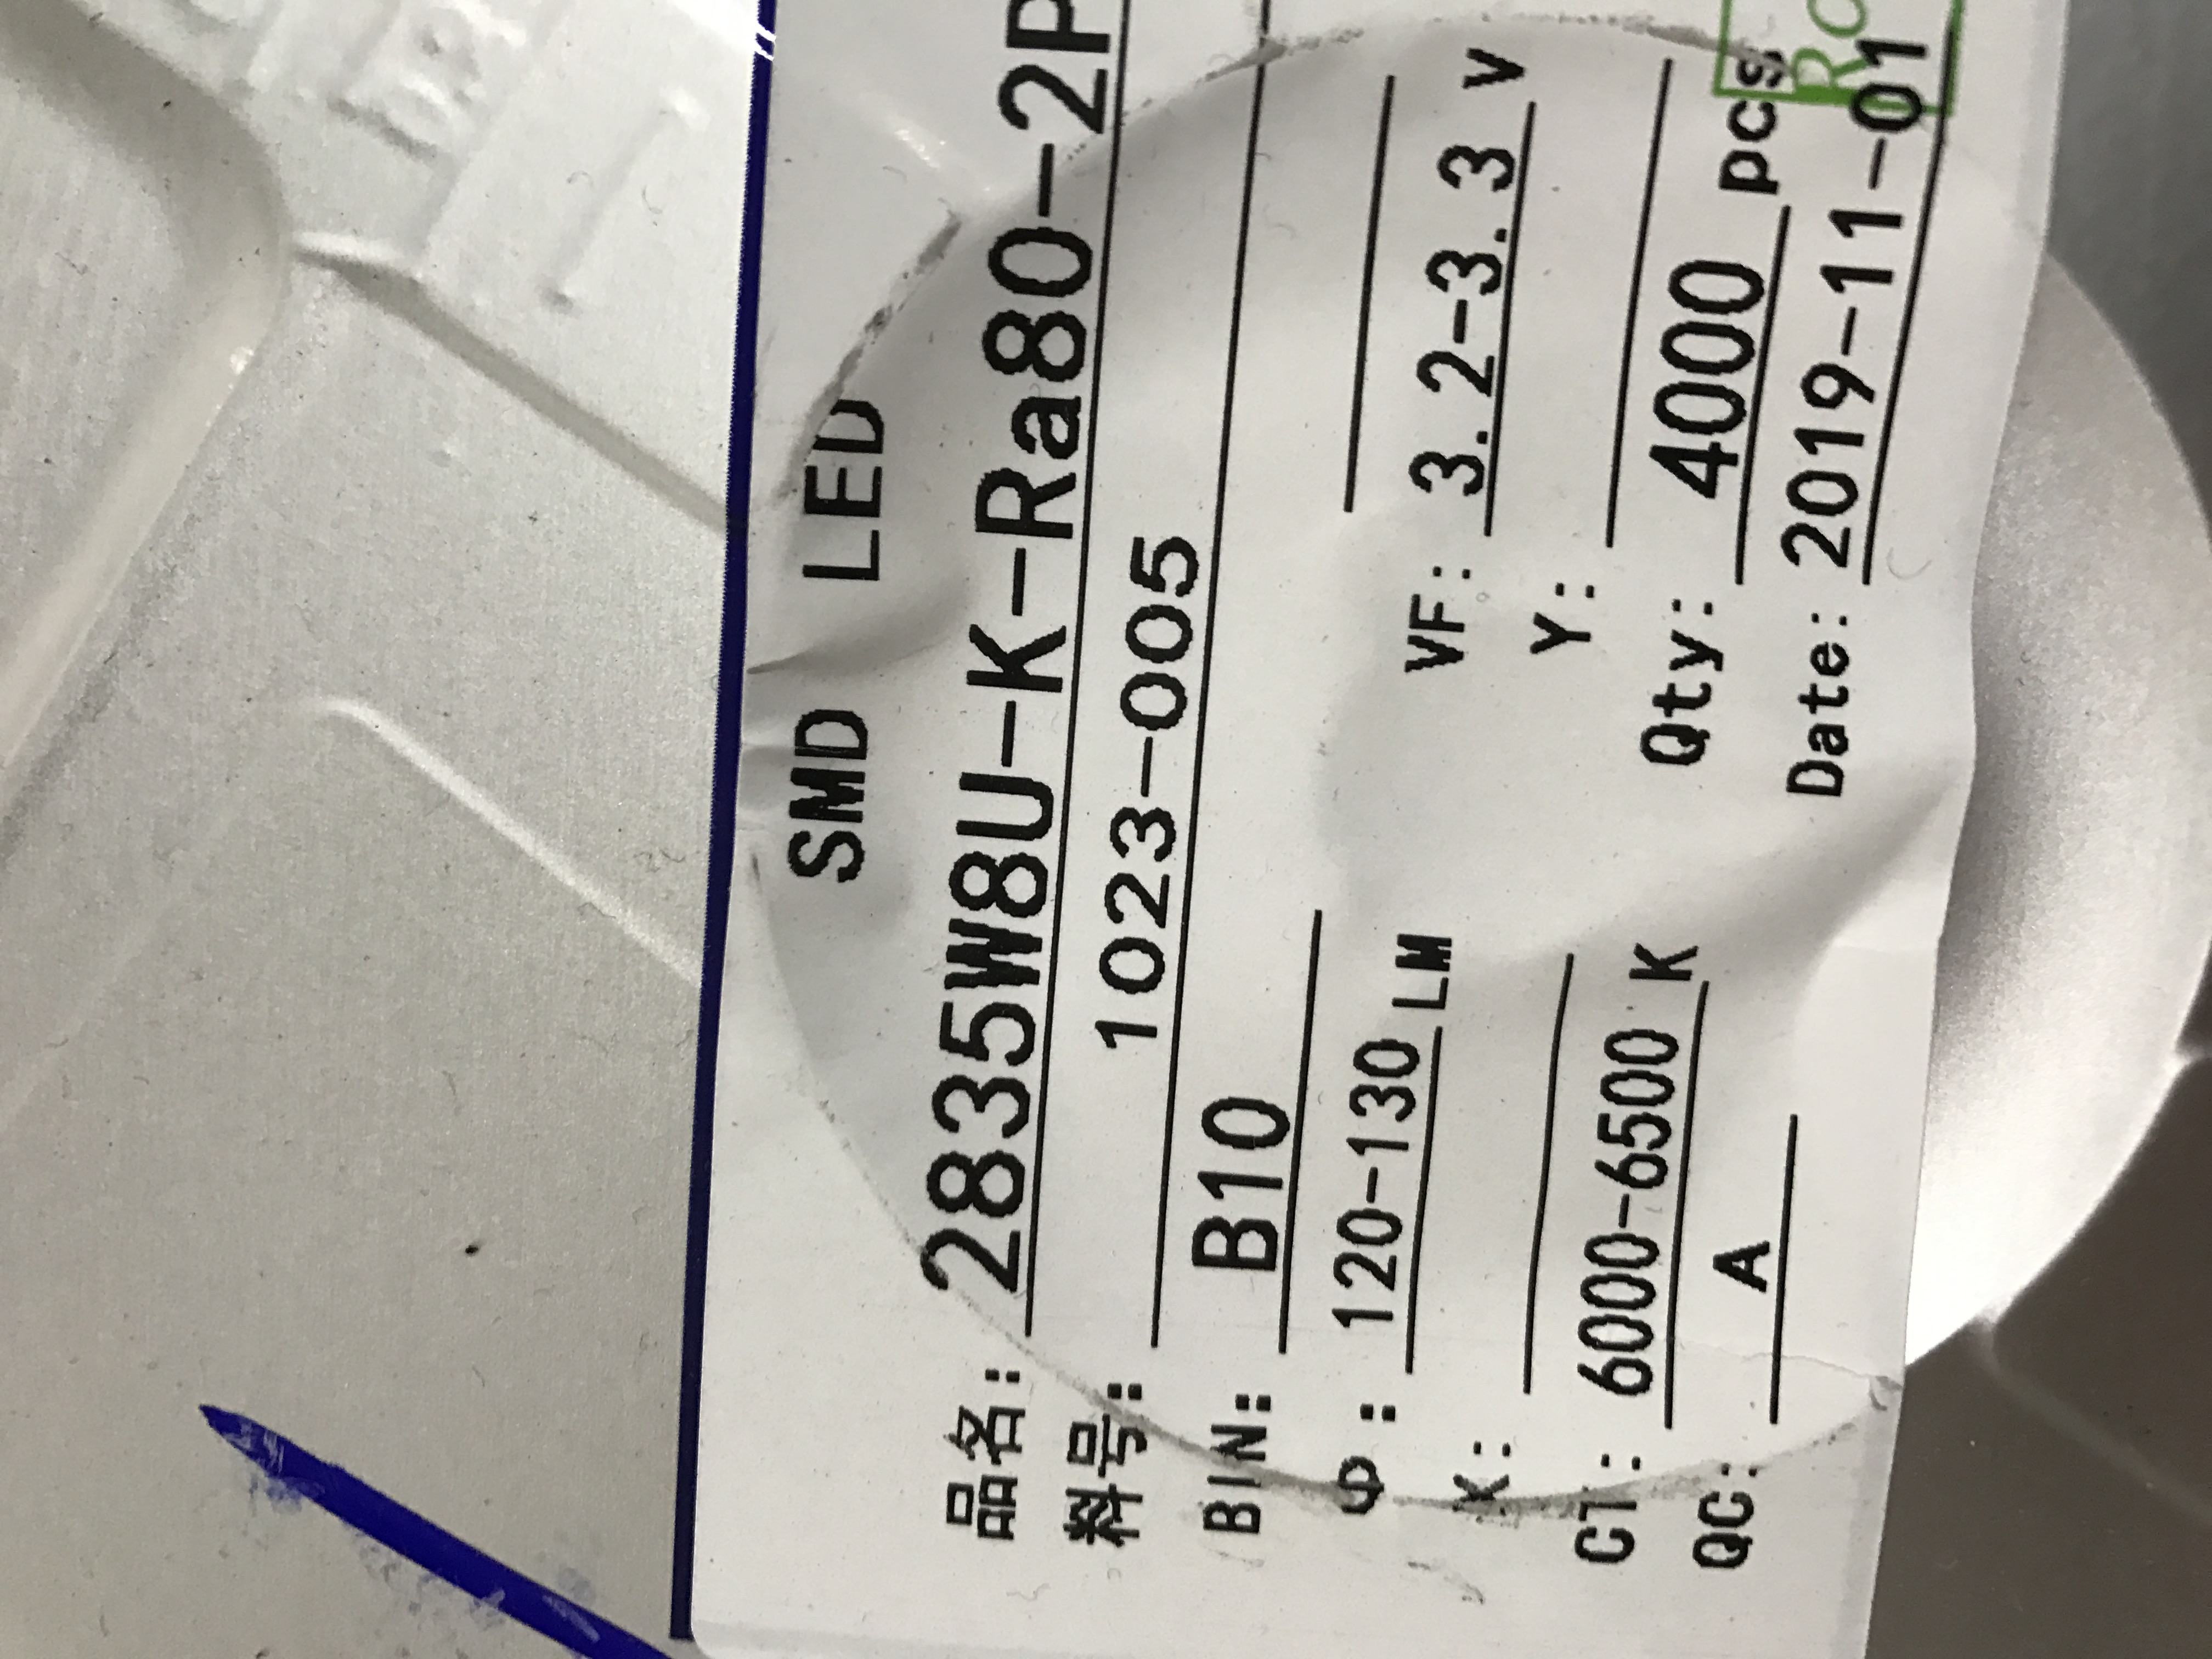 SMD LED
品名: 2835W8U-K-Ra80-2P
料号: 1023-005
BIN: B10
Φ: 120-130 LM
VF: 3.2-3.3 V
X:
Y:
CT: 6000-6500 K
Qty: 4000 pcs
QC: A
Date: 2019-11-01